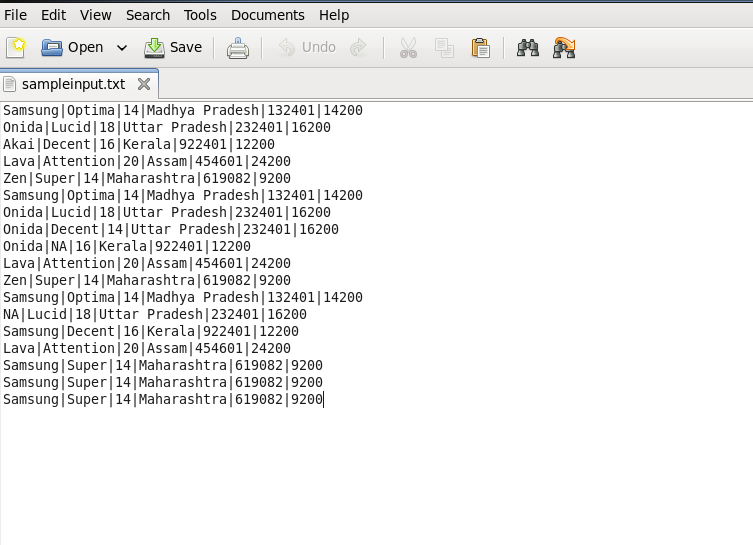 File Edit View Search Tools Documents Help
Open Save Undo
sampleinput.txt
Samsung|Optima|14|Madhya Pradesh|132401|14200
Onida|Lucid|18|Uttar Pradesh|232401|16200
Akai|Decent|16|Kerala|922401|12200
Lava|Attention|20|Assam|454601|24200
Zen|Super|14|Maharashtra|619082|9200
Samsung|Optima|14|Madhya Pradesh|132401|14200
Onida|Lucid|18|Uttar Pradesh|232401|16200
Onida|Decent|14|Uttar Pradesh|232401|16200
Onida|NA|16|Kerala|922401|12200
Lava|Attention|20|Assam|454601|24200
Zen|Super|14|Maharashtra|619082|9200
Samsung|Optima|14|Madhya Pradesh|132401|14200
NA|Lucid|18|Uttar Pradesh|232401|16200
Samsung|Decent|16|Kerala|922401|12200
Lava|Attention|20|Assam|454601|24200
Samsung|Super|14|Maharashtra|619082|9200
Samsung|Super|14|Maharashtra|619082|9200
Samsung|Super|14|Maharashtra|619082|9200